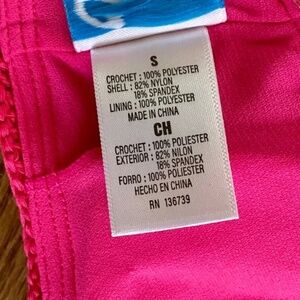 S
CROCHET : 100% POLYESTER
SHELL : 82% NYLON
18% SPANDEX
LINING : 100% POLYESTER
MADE IN CHINA
CH
CROCHET : 100% POLIESTER
EXTERIOR : 82% NILON
18% SPANDEX
FORRO : 100% POLIESTER
HECHO EN CHINA
RN 136739